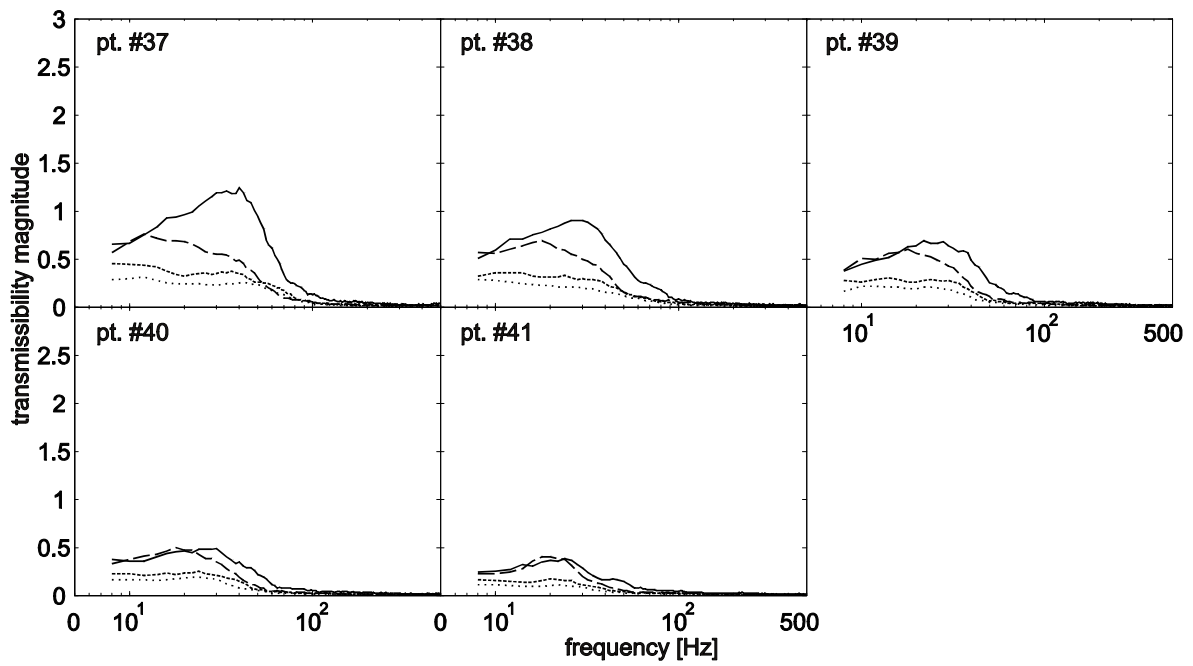 3
pt. #37
pt. #38
pt. #39
2.5
2
1.5
1
0.5
0
transmissibility magnitude
10¹ 10² 500
pt. #40
pt. #41
2.5
2
1.5
1
0.5
0
0 10¹ 10² 0 10¹ 10² 500
frequency [Hz]